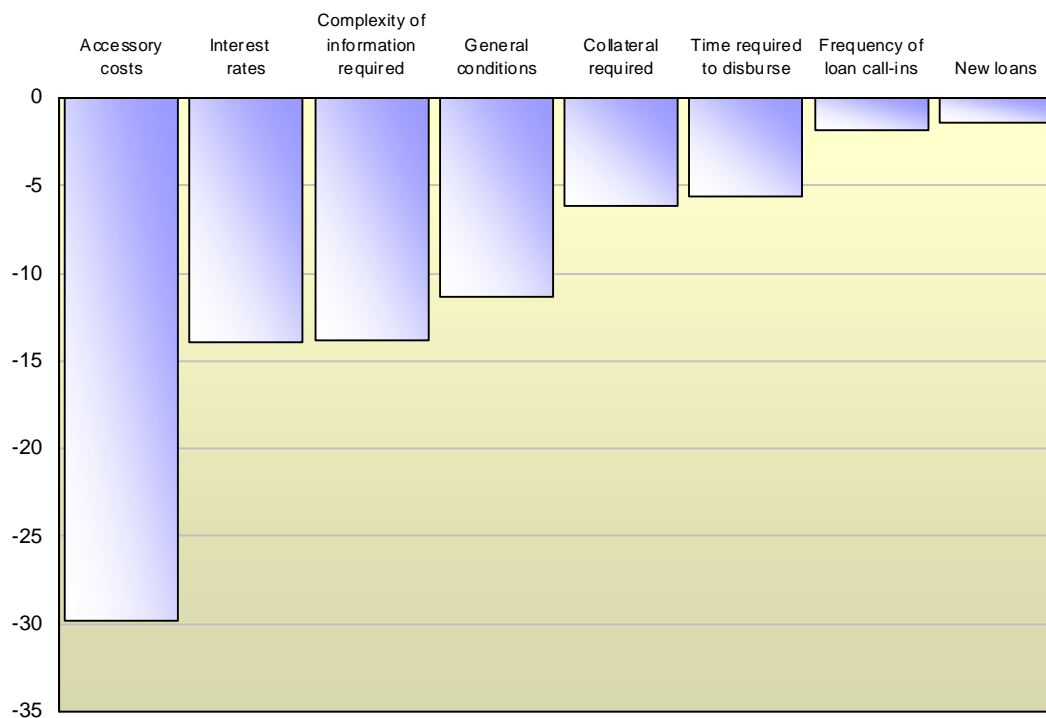 Accessory
costs
Interest
rates
Complexity of
information
required
General
conditions
Collateral
required
Time required
to disburse
Frequency of
loan call-ins
New loans
0
-5
-10
-15
-20
-25
-30
-35